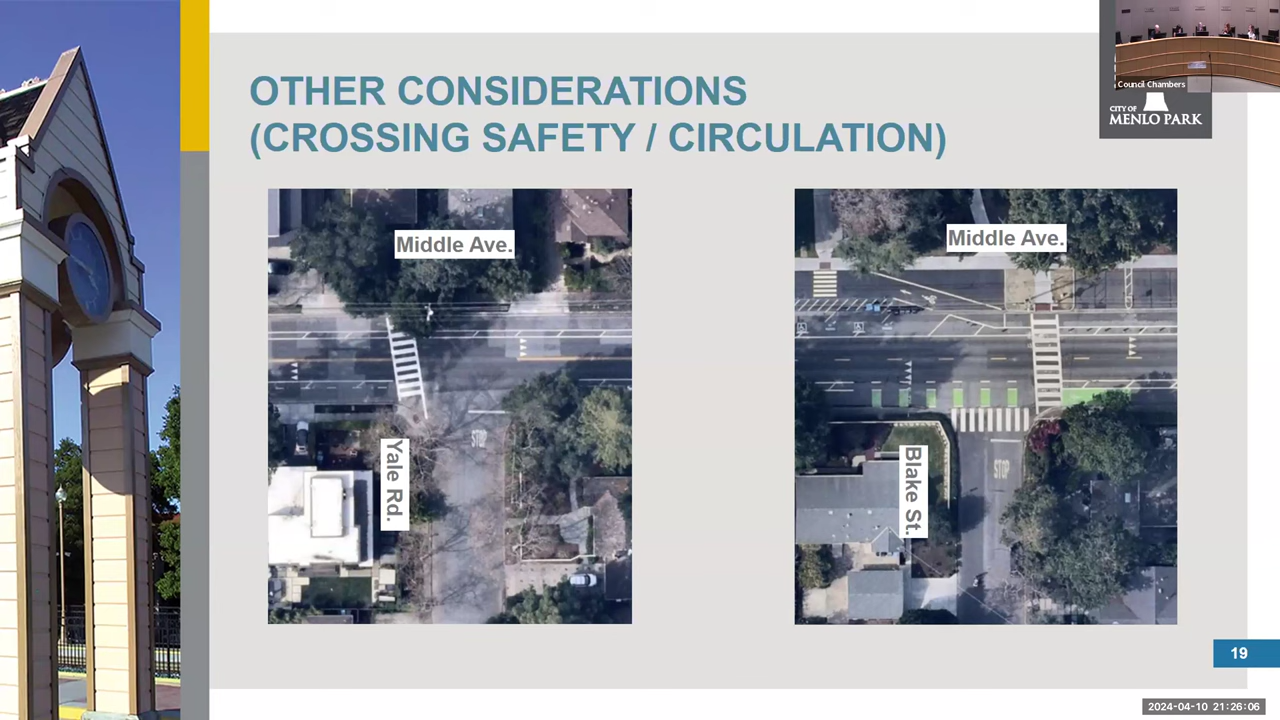 OTHER CONSIDERATIONS
(CROSSING SAFETY / CIRCULATION)
Council Chambers
CITY OF
MENLO PARK
Middle Ave.
Yale Rd.
STOP
Middle Ave.
Blake St.
STOP
19
2024-04-10 21:26:06